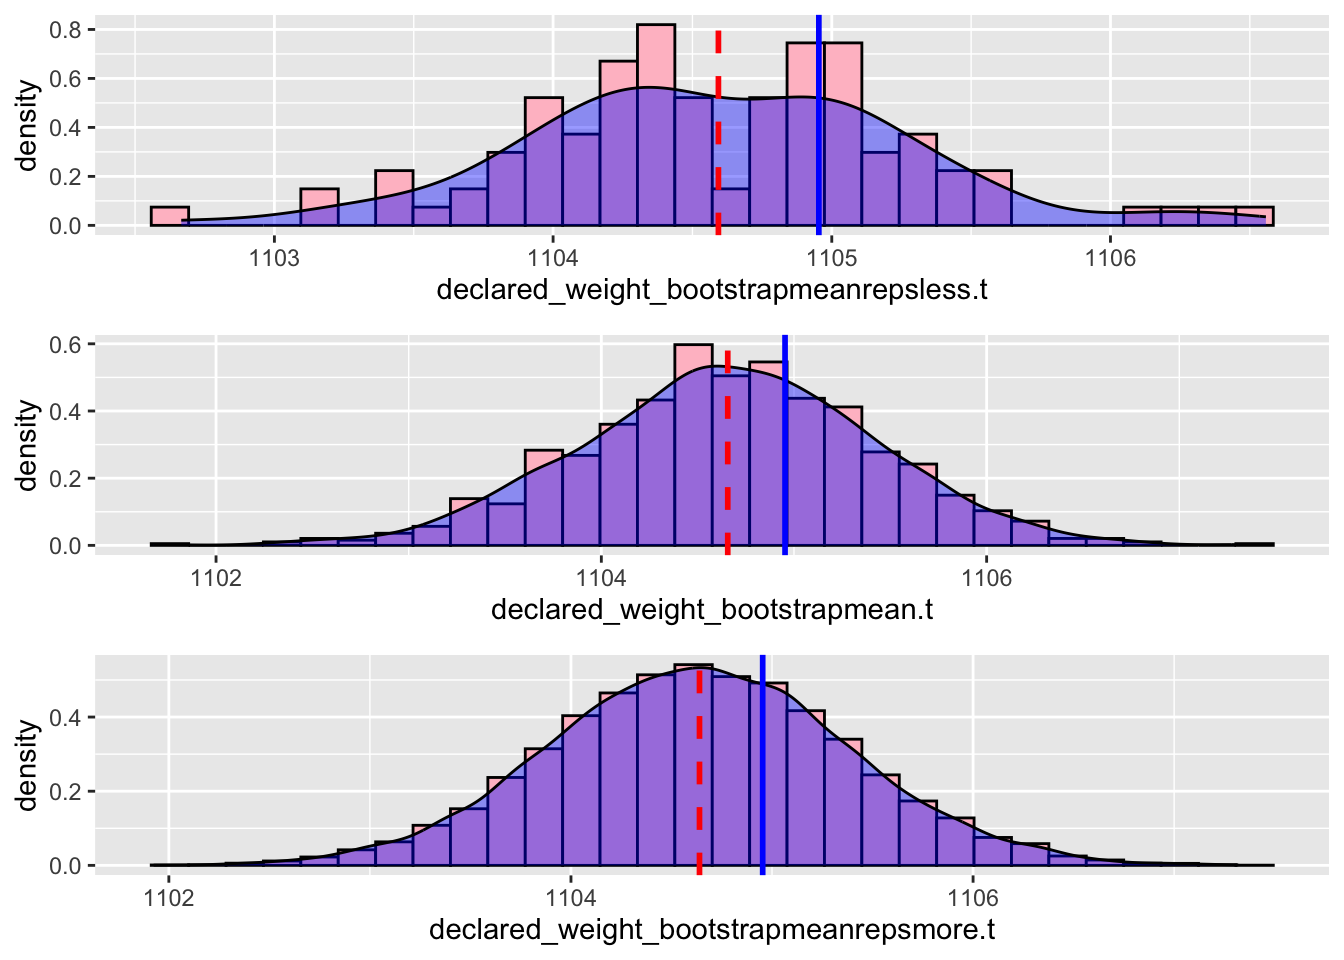 density
0.8
0.6
0.4
0.2
0.0
1103 1104 1105 1106
declared_weight_bootstrapmeanrepsless.t
density
0.6
0.4
0.2
0.0
1102 1104 1106
declared_weight_bootstrapmean.t
density
0.4
0.2
0.0
1102 1104 1106
declared_weight_bootstrapmeanrepsmore.t